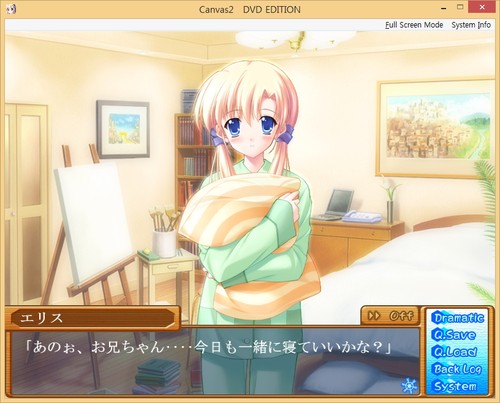 Canvas2 DVD EDITION
Full Screen Mode System Info
エリス
Off
「あのぉ、お兄ちゃん‥‥今日も一緒に寝ていいかな？」
Dramatic
Q.Save
Q.Load
Back Log
System